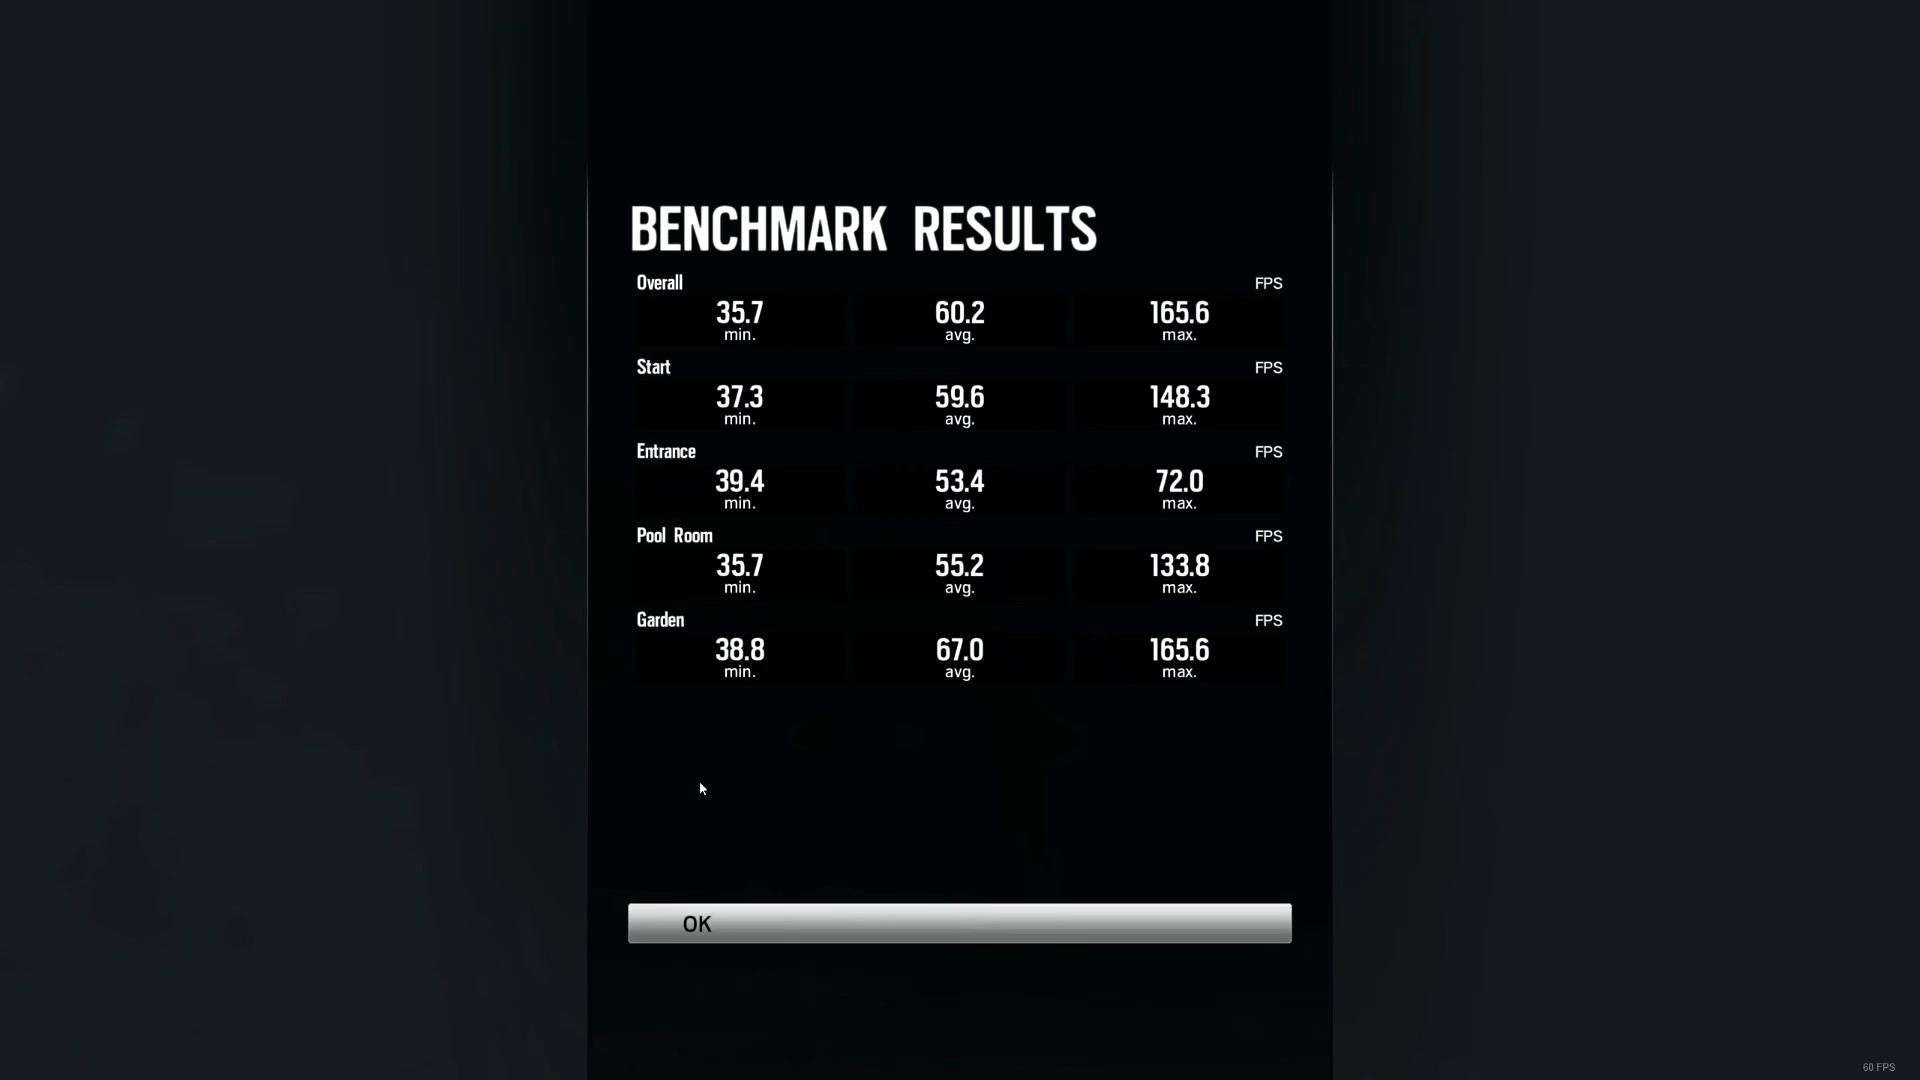 BENCHMARK RESULTS
Overall FPS
35.7 60.2 165.6
min. avg. max.
Start FPS
37.3 59.6 148.3
min. avg. max.
Entrance FPS
39.4 53.4 72.0
min. avg. max.
Pool Room FPS
35.7 55.2 133.8
min. avg. max.
Garden FPS
38.8 67.0 165.6
min. avg. max.
OK
60 FPS